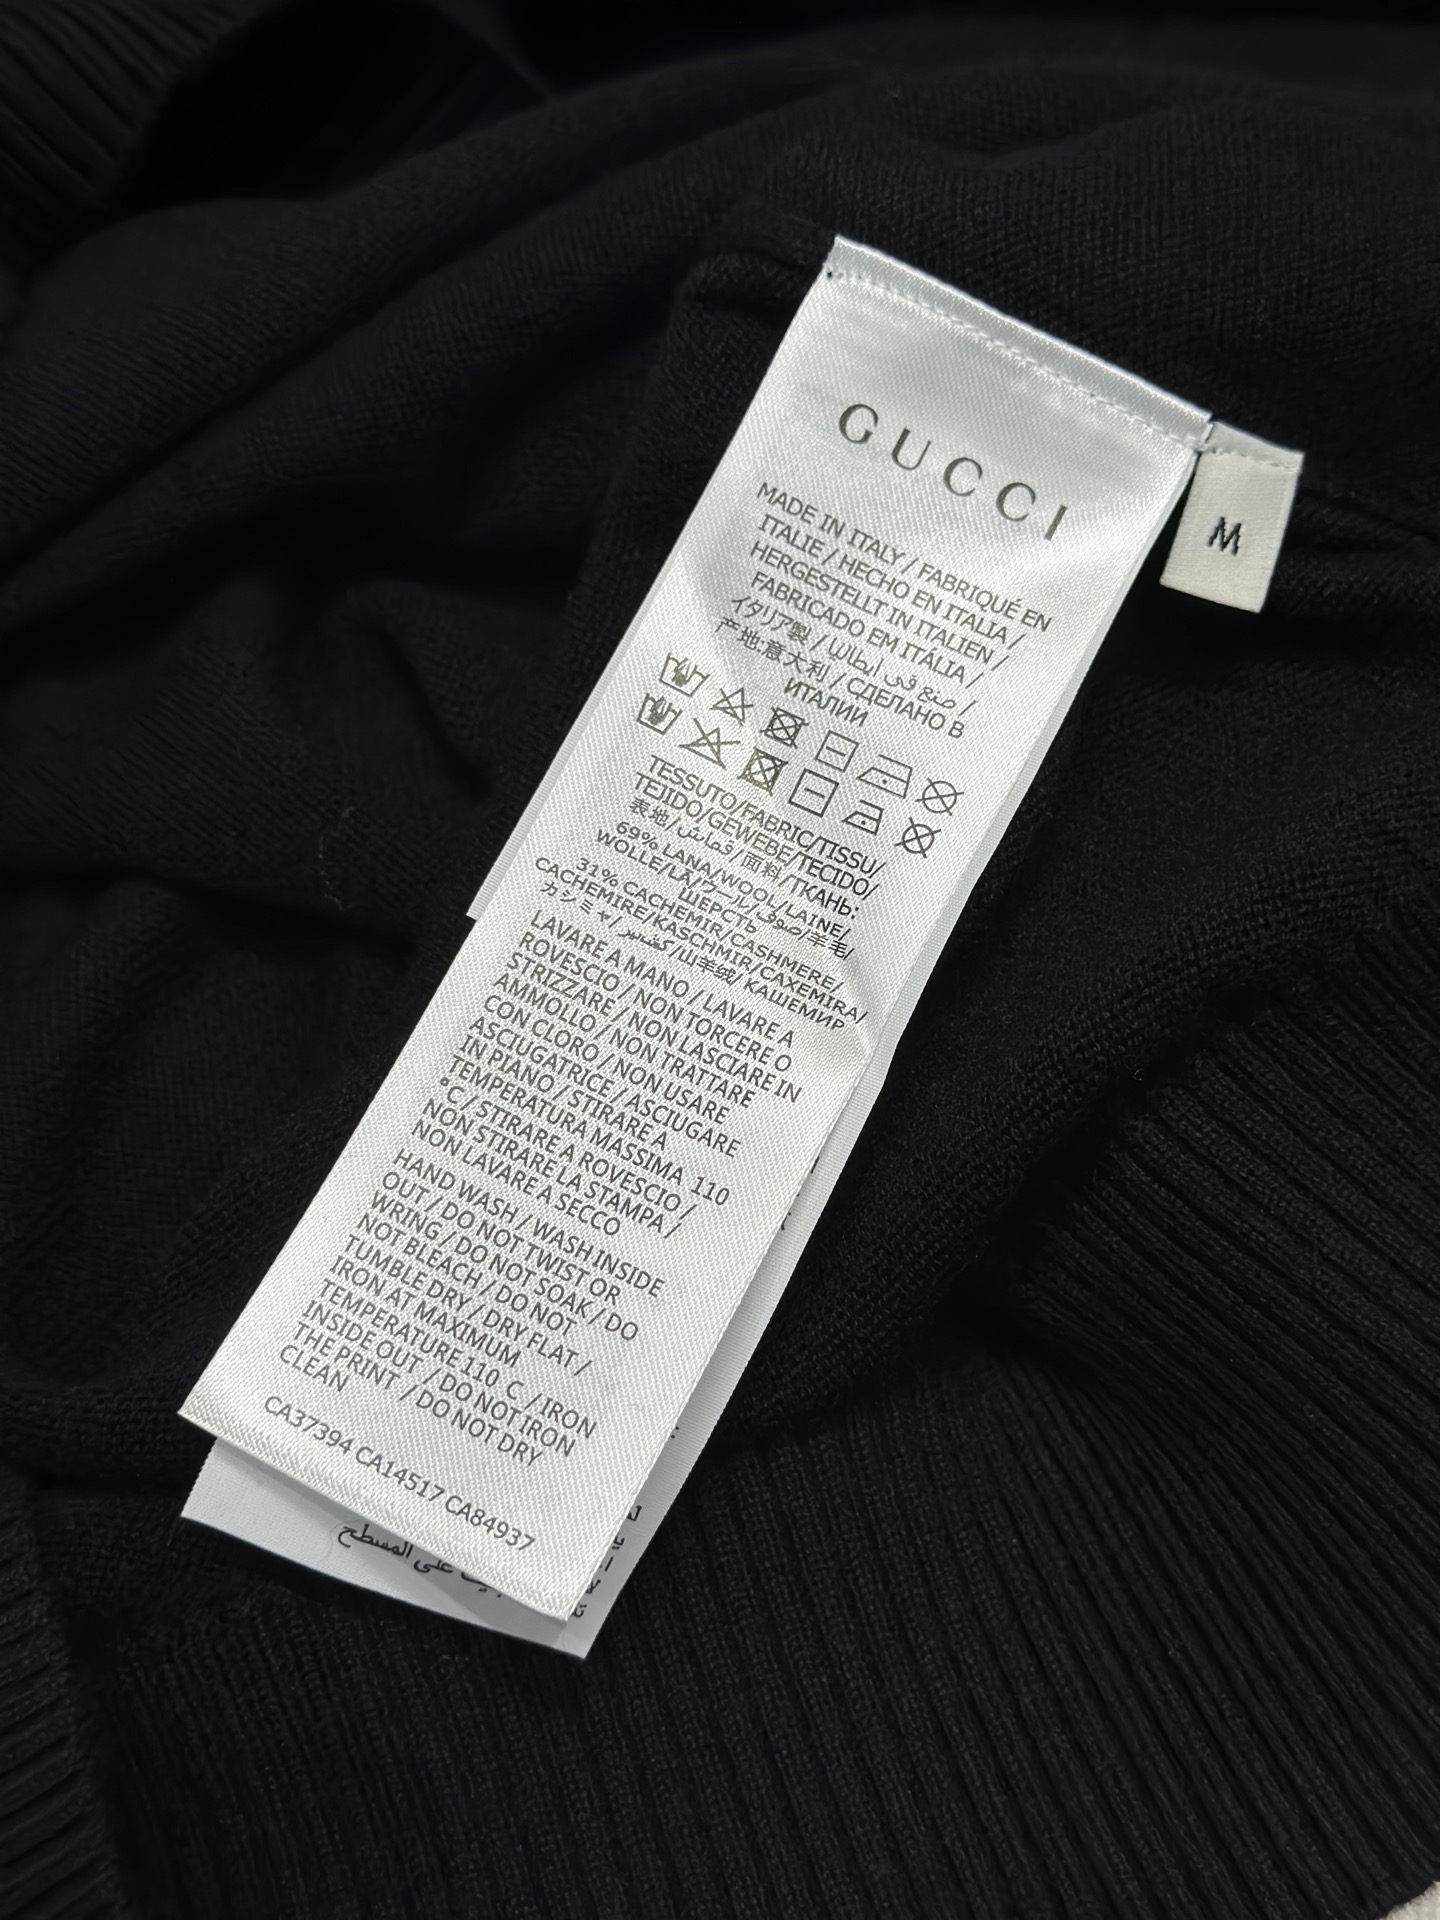 GUCCI
M
MADE IN ITALY / FABRIQUÉ EN
ITALIE / HECHO EN ITALIA /
HERGESTELLT IN ITALIEN /
FABRICADO EM ITÁLIA /
イタリア製 / صنع في ايطاليا /
产地:意大利 / СДЕЛАНО В
ИТАЛИИ
TESSUTO/FABRIC/TISSU/
TEJIDO/GEWEBE/TECIDO/
表地/قماش/面料/ТКАНЬ:
69% LANA/WOOL/LAINE/
WOLLE/LÃ/ウール/صوف/羊毛/
ШЕРСТЬ
31% CACHEMIR/CASHMERE/
CACHEMIRE/KASCHMIR/CAXEMIRA/
カシミヤ/كشمير/山羊绒/КАШЕМИР
LAVARE A MANO / LAVARE A
ROVESCIO / NON TORCERE O
STRIZZARE / NON LASCIARE IN
AMMOLLO / NON TRATTARE
CON CLORO / NON USARE
ASCIUGATRICE / ASCIUGARE
IN PIANO / STIRARE A
TEMPERATURA MASSIMA 110
°C / STIRARE A ROVESCIO /
NON STIRARE LA STAMPA /
NON LAVARE A SECCO
HAND WASH / WASH INSIDE
OUT / DO NOT TWIST OR
WRING / DO NOT SOAK / DO
NOT BLEACH / DO NOT
TUMBLE DRY / DRY FLAT /
IRON AT MAXIMUM
TEMPERATURE 110 C / IRON
INSIDE OUT / DO NOT IRON
THE PRINT / DO NOT DRY
CLEAN
CA37394 CA14517 CA84937
على المسطح